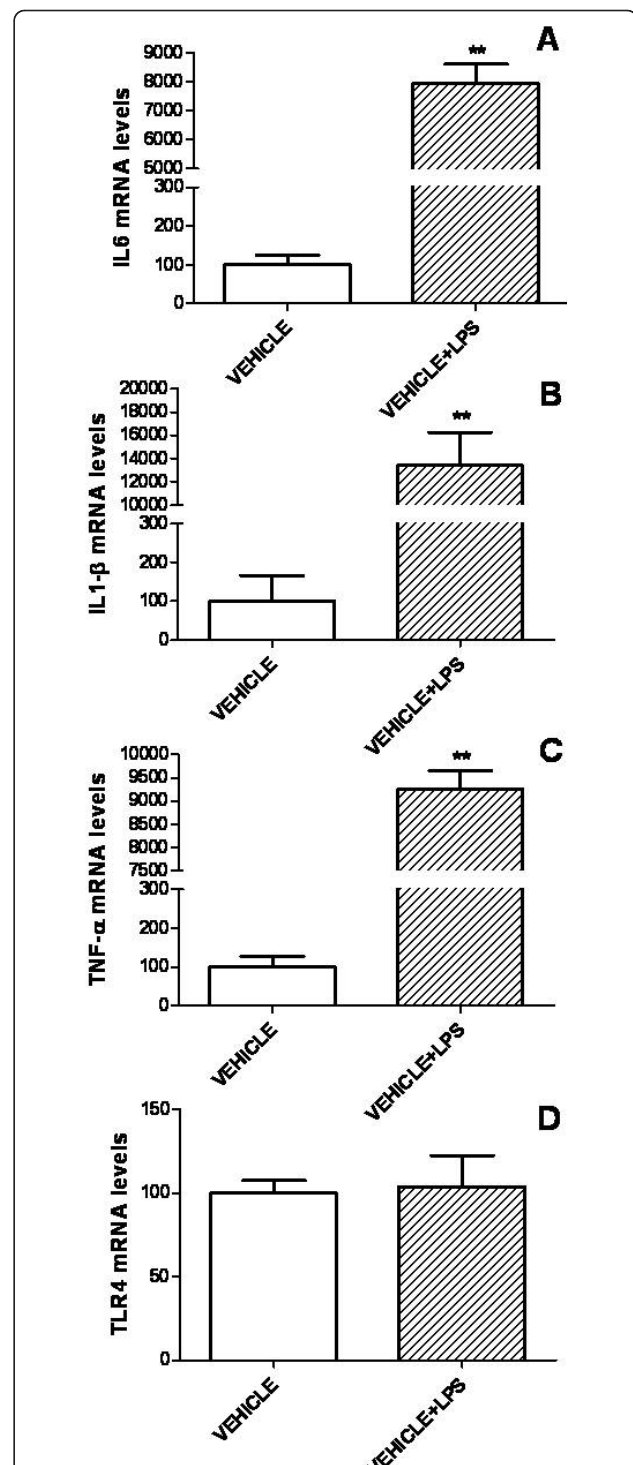 A
**
9000
8000
7000
6000
5000
300
200
100
0
IL6 mRNA levels
VEHICLE
VEHICLE+LPS
B
**
20000
18000
16000
14000
12000
10000
300
200
100
0
IL1-β mRNA levels
VEHICLE
VEHICLE+LPS
C
**
10000
9500
9000
8500
8000
7500
300
200
100
0
TNF-α mRNA levels
VEHICLE
VEHICLE+LPS
D
150
100
50
0
TLR4 mRNA levels
VEHICLE
VEHICLE+LPS